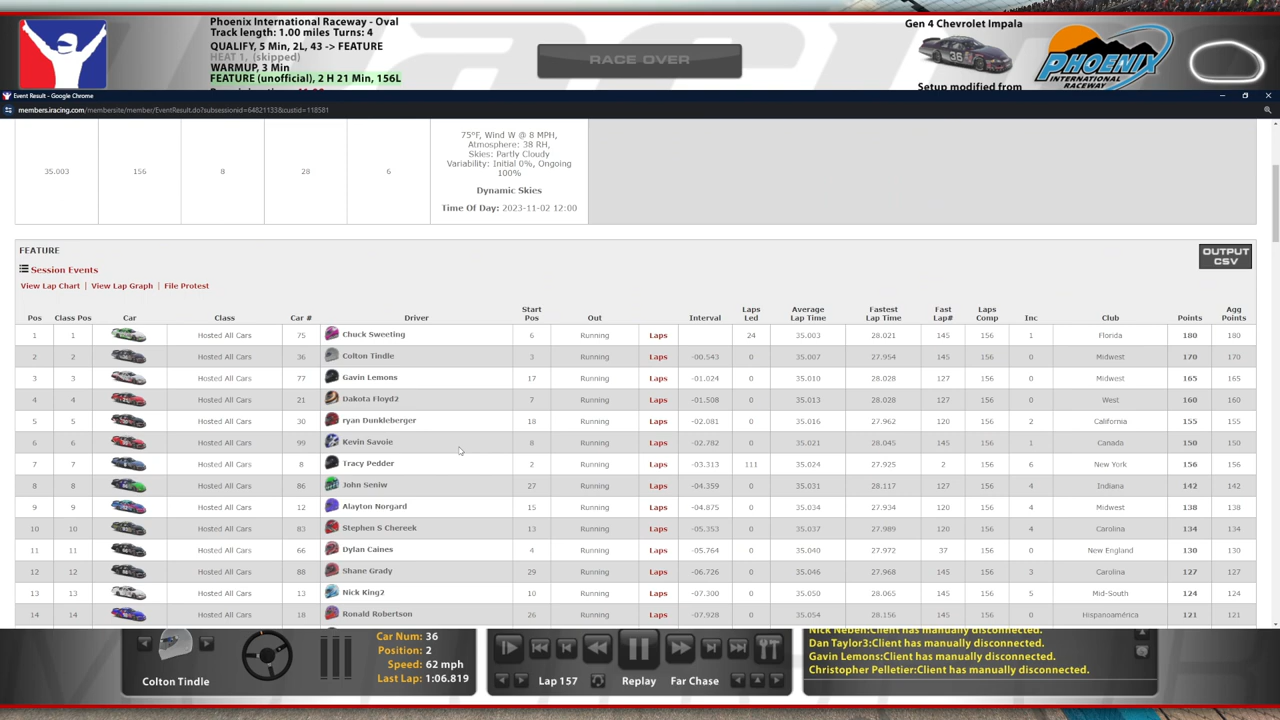 Phoenix International Raceway - Oval
Track length: 1.00 miles Turns: 4
QUALIFY, 5 Min, 2L, 43 -> FEATURE
HEAT 1, (skipped)
WARMUP, 3 Min
FEATURE (unofficial), 2 H 21 Min, 156L
RACE OVER
Gen 4 Chevrolet Impala
36
PHOENIX
INTERNATIONAL
RACEWAY
Setup modified from
Event Result - Google Chrome
members.iracing.com/membersite/member/EventResult.do?subsessionid=64821133&custid=118581
35.003 156 8 28 6
75°F, Wind W @ 8 MPH,
Atmosphere: 38 RH,
Skies: Partly Cloudy
Variability: Initial 0%, Ongoing
100%
Dynamic Skies
Time Of Day: 2023-11-02 12:00
FEATURE
OUTPUT
CSV
Session Events
View Lap Chart | View Lap Graph | File Protest
Pos Class Pos Car Class Car # Driver Start Pos Out Interval Laps Led Average Lap Time Fastest Lap Time Fast Lap# Laps Comp Inc Club Points Agg Points
1 1 Hosted All Cars 75 Chuck Sweeting 6 Running Laps 24 35.003 28.021 145 156 1 Florida 180 180
2 2 Hosted All Cars 36 Colton Tindle 3 Running Laps -00.543 0 35.007 27.954 145 156 0 Midwest 170 170
3 3 Hosted All Cars 77 Gavin Lemons 17 Running Laps -01.024 0 35.010 28.028 127 156 0 Midwest 165 165
4 4 Hosted All Cars 21 Dakota Floyd2 7 Running Laps -01.508 0 35.013 28.028 127 156 0 West 160 160
5 5 Hosted All Cars 30 ryan Dunkleberger 18 Running Laps -02.081 0 35.016 27.962 120 156 2 California 155 155
6 6 Hosted All Cars 99 Kevin Savoie 8 Running Laps -02.782 0 35.021 28.045 145 156 1 Canada 150 150
7 7 Hosted All Cars 8 Tracy Pedder 2 Running Laps -03.313 111 35.024 27.925 2 156 6 New York 156 156
8 8 Hosted All Cars 86 John Seniw 27 Running Laps -04.359 0 35.031 28.117 127 156 4 Indiana 142 142
9 9 Hosted All Cars 12 Alayton Norgard 15 Running Laps -04.875 0 35.034 27.934 120 156 4 Midwest 138 138
10 10 Hosted All Cars 83 Stephen S Chereek 13 Running Laps -05.353 0 35.037 27.989 120 156 4 Carolina 134 134
11 11 Hosted All Cars 66 Dylan Caines 4 Running Laps -05.764 0 35.040 27.972 37 156 0 New England 130 130
12 12 Hosted All Cars 88 Shane Grady 29 Running Laps -06.726 0 35.046 27.968 145 156 3 Carolina 127 127
13 13 Hosted All Cars 13 Nick King2 10 Running Laps -07.300 0 35.050 28.065 145 156 5 Mid-South 124 124
14 14 Hosted All Cars 18 Ronald Robertson 26 Running Laps -07.928 0 35.054 28.156 145 156 0 Hispanoamérica 121 121
Colton Tindle
Car Num: 36
Position: 2
Speed: 62 mph
Last Lap: 1:06.819
Lap 157
Replay
Far Chase
Nick Neben:Client has manually disconnected.
Dan Taylor3:Client has manually disconnected.
Gavin Lemons:Client has manually disconnected.
Christopher Pelletier:Client has manually disconnected.